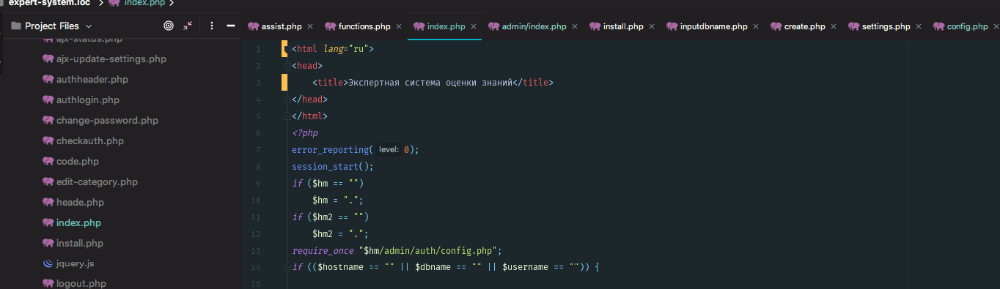 expert-system.loc > index.php >
Project Files
assist.php functions.php index.php admin/index.php install.php inputdbname.php create.php settings.php config.php
ajx-status.php
ajx-update-settings.php
authheader.php
authlogin.php
change-password.php
checkauth.php
code.php
edit-category.php
heade.php
index.php
install.php
jquery.js
logout.php
1 <html lang="ru">
2 <head>
3 <title>Экспертная система оценки знаний</title>
4 </head>
5 </html>
6 <?php
7 error_reporting( level: 0);
8 session_start();
9 if ($hm == "")
10 $hm = ".";
11 if ($hm2 == "")
12 $hm2 = ".";
13 require_once "$hm/admin/auth/config.php";
14 if (($hostname == "" || $dbname == "" || $username == "")) {
15